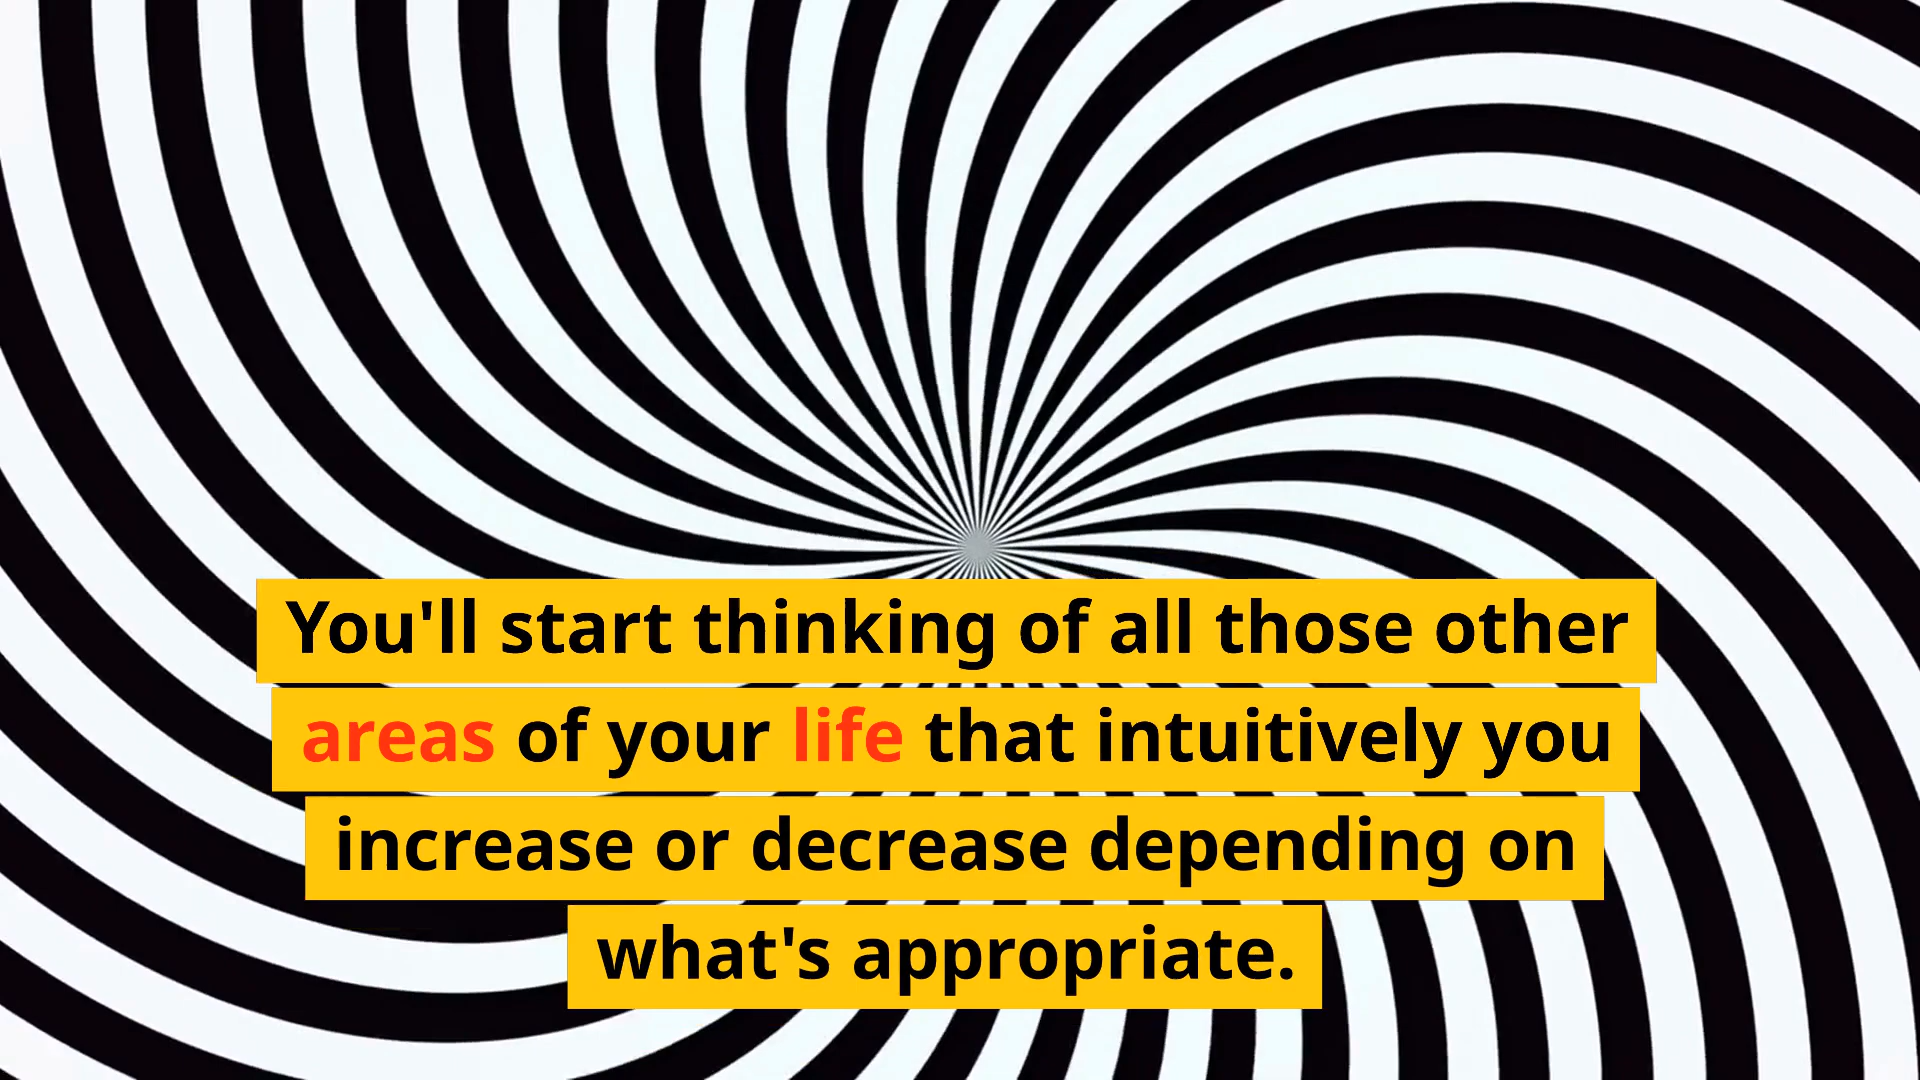 You'll start thinking of all those other
areas of your life that intuitively you
increase or decrease depending on
what's appropriate.